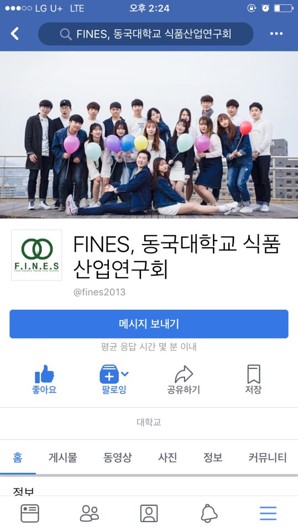 LG U+ LTE 오후 2:24
FINES, 동국대학교 식품산업연구회
F.I.N.E.S
FINES, 동국대학교 식품
산업연구회
@fines2013
메시지 보내기
평균 응답 시간 몇 분 이내
좋아요 팔로잉 공유하기 저장
대학교
홈 게시물 동영상 사진 정보 커뮤니티
정보